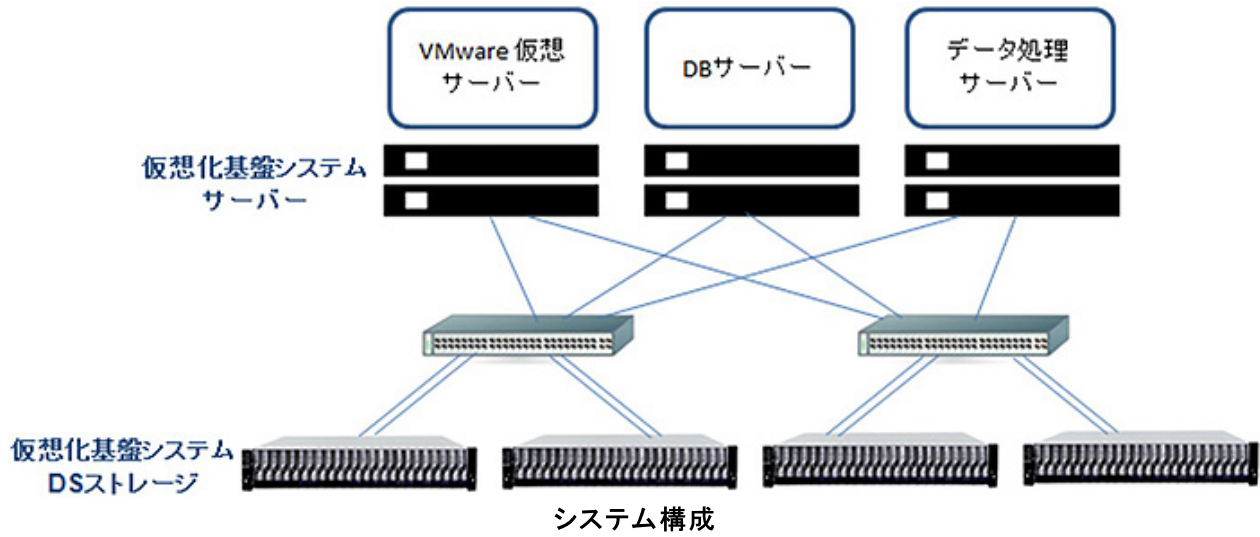 VMware 仮想
サーバー
DBサーバー
データ処理
サーバー
仮想化基盤システム
サーバー
仮想化基盤システム
DSストレージ
システム構成